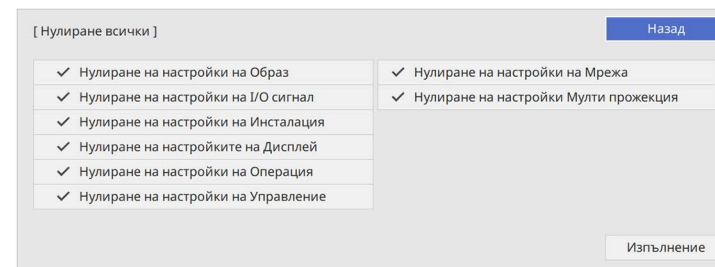 [ Нулиране всички ]
Назад
Нулиране на настройки на Образ
Нулиране на настройки на I/O сигнал
Нулиране на настройки на Инсталация
Нулиране на настройките на Дисплей
Нулиране на настройки на Операция
Нулиране на настройки на Управление
Нулиране на настройки на Мрежа
Нулиране на настройки Мулти прожекция
Изпълнение